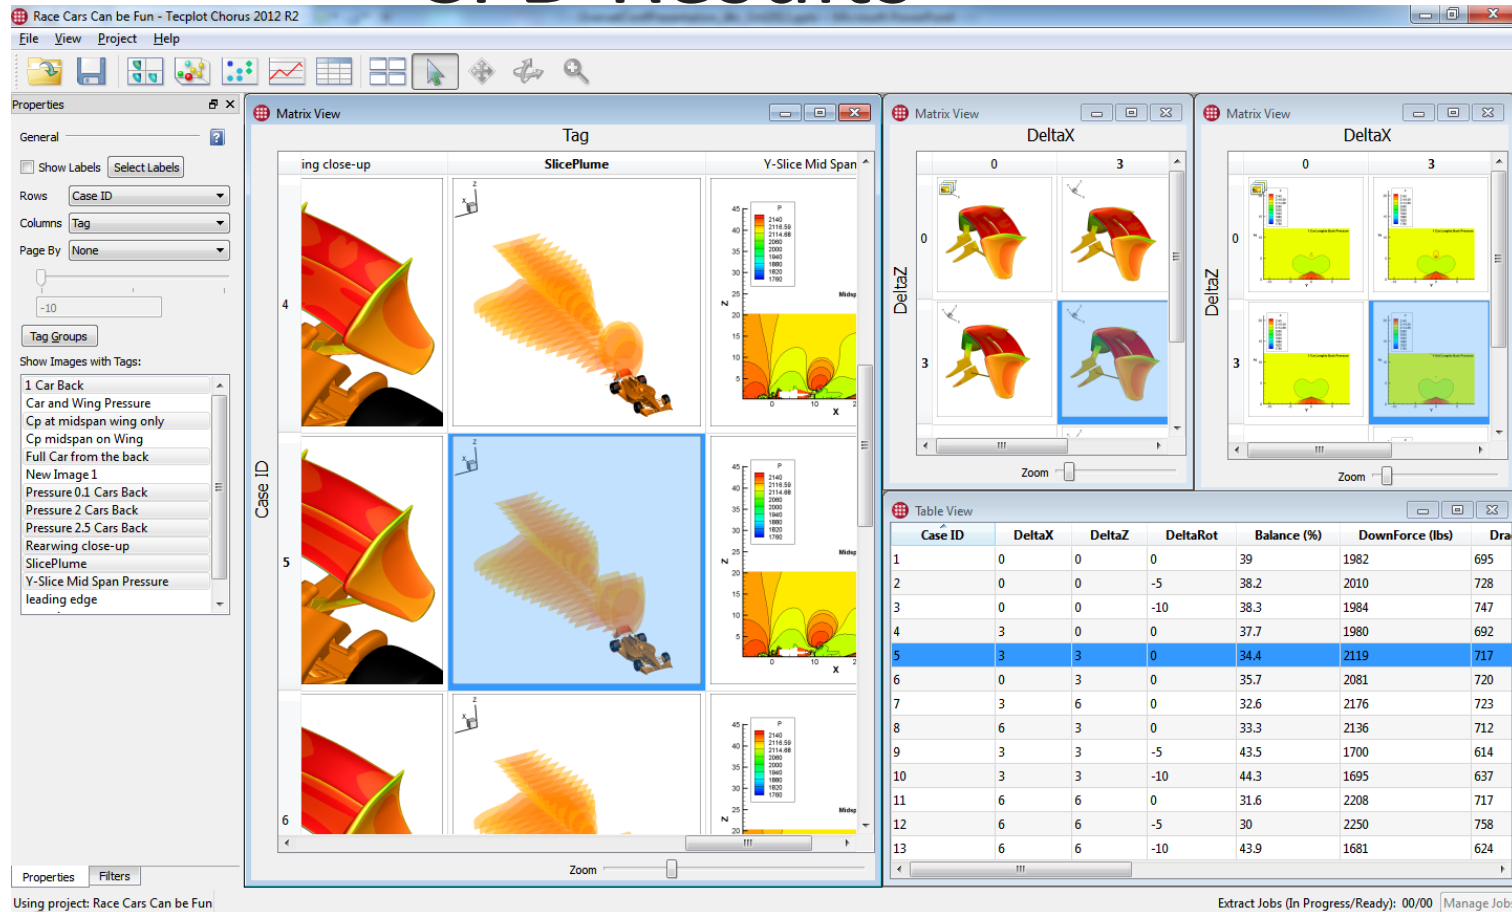 CFD Results
Race Cars Can be Fun - Tecplot Chorus 2012 R2
File View Project Help
Properties
General
Show Labels Select Labels
Rows Case ID
Columns Tag
Page By None
-10
Tag Groups
Show Images with Tags:
1 Car Back
Car and Wing Pressure
Cp at midspan wing only
Cp midspan on Wing
Full Car from the back
New Image 1
Pressure 0.1 Cars Back
Pressure 2 Cars Back
Pressure 2.5 Cars Back
Rearwing close-up
SlicePlume
Y-Slice Mid Span Pressure
leading edge
Properties Filters
Using project: Race Cars Can be Fun
Matrix View
Tag
ing close-up SlicePlume Y-Slice Mid Span
Case ID
4
5
6
Zoom
Matrix View
DeltaX
0 3
DeltaZ
0
3
Zoom
Matrix View
DeltaX
0 3
DeltaZ
0
3
Zoom
Table View
Case ID DeltaX DeltaZ DeltaRot Balance (%) DownForce (lbs) Dra
1 0 0 0 39 1982 695
2 0 0 -5 38.2 2010 728
3 0 0 -10 38.3 1984 747
4 3 0 0 37.7 1980 692
5 3 3 0 34.4 2119 717
6 0 3 0 35.7 2081 720
7 3 6 0 32.6 2176 723
8 6 3 0 33.3 2136 712
9 3 3 -5 43.5 1700 614
10 3 3 -10 44.3 1695 637
11 6 6 0 31.6 2208 717
12 6 6 -5 30 2250 758
13 6 6 -10 43.9 1681 624
Extract Jobs (In Progress/Ready): 00/00 Manage Job